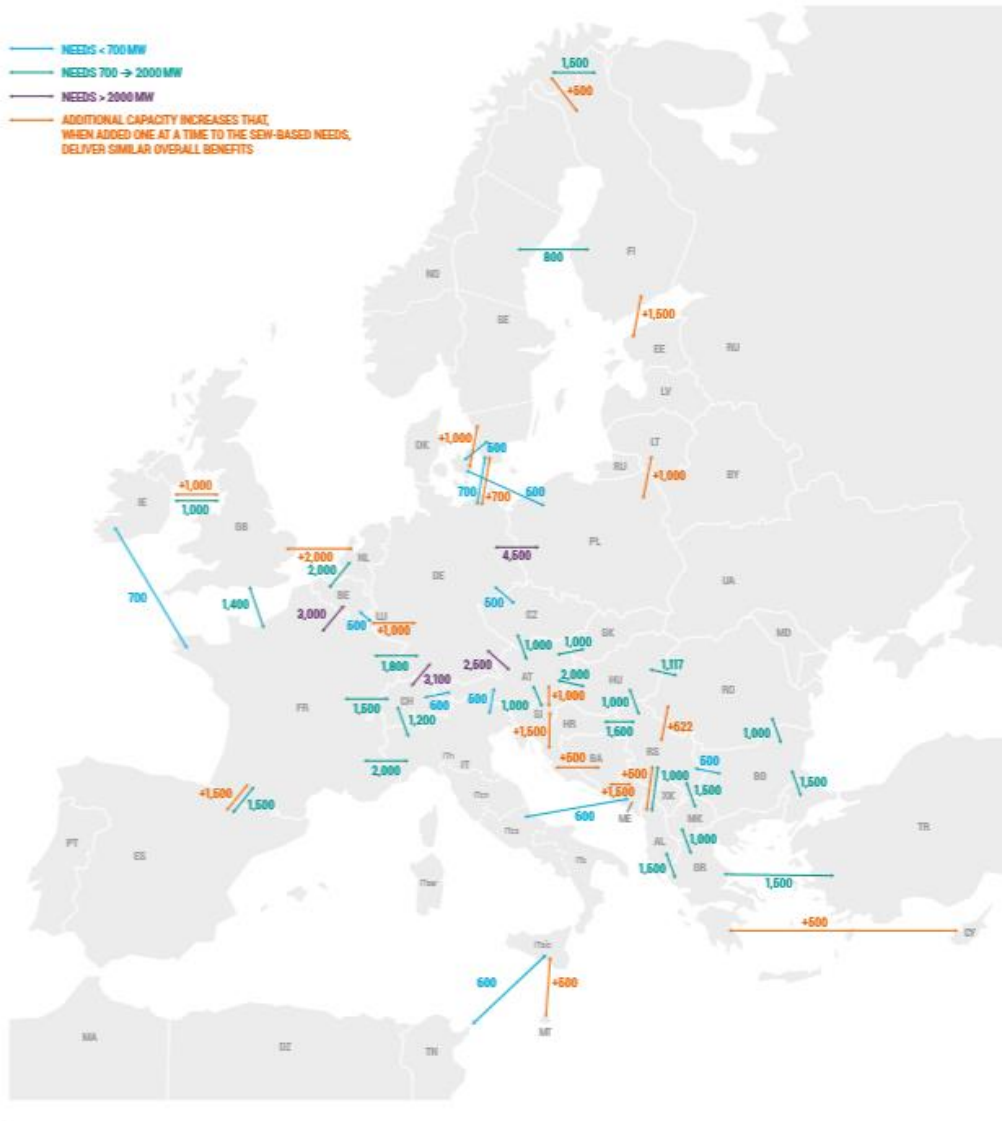 NEEDS < 700 MW
NEEDS 700 → 2000 MW
NEEDS > 2000 MW
ADDITIONAL CAPACITY INCREASES THAT,
WHEN ADDED ONE AT A TIME TO THE SEW-BASED NEEDS,
DELIVER SIMILAR OVERALL BENEFITS
1,500
+500
800
FI
NO
SE
+1,500
EE
RU
LV
DK
+1,000
500
LT
RU
+1,000
BY
700
+700
500
IE
+1,000
1,000
GB
+2,000
NL
2,000
DE
4,500
PL
UA
700
1,400
BE
3,000
500
LU
+1,000
500
CZ
SK
MD
1,800
3,100
2,500
1,000
1,000
AT
2,000
HU
1,117
RO
FR
1,500
CH
600
1,200
500
1,000
SI
+1,000
1,000
HR
+1,500
1,500
+622
1,000
2,000
ITn
IT
+500
BA
RS
500
BG
+500
1,000
1,500
1,500
+1,500
1,500
ITcn
600
+1,500
ME
XK
MK
TR
PT
ES
ITcs
ITs
AL
1,000
ITsar
1,500
GR
1,500
+500
CY
ITsic
600
+500
MT
MA
DZ
TN